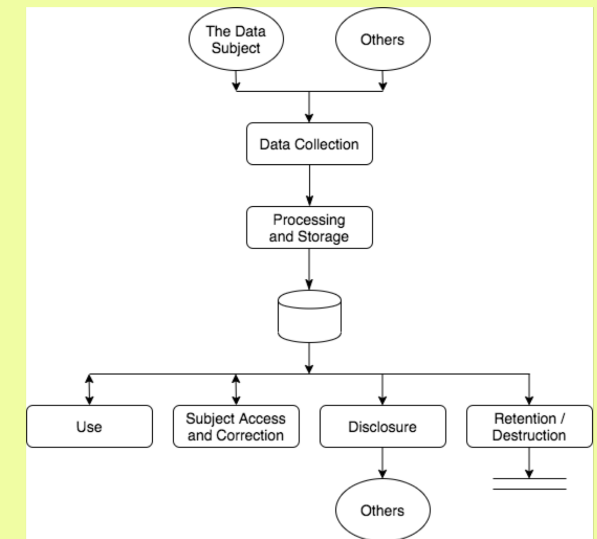 The Data
Subject
Others
Data Collection
Processing
and Storage
Use
Subject Access
and Correction
Disclosure
Retention /
Destruction
Others